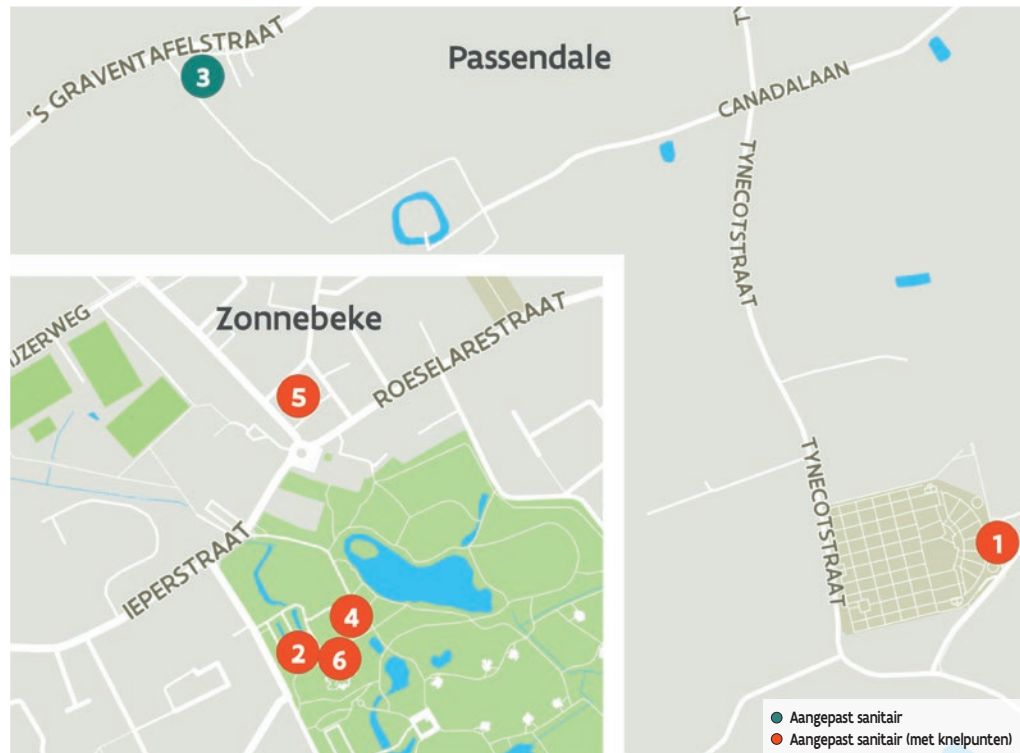 'S GRAVENTAFELSTRAAT
3
Passendale
CANADALAAN
TYNECOTSTRAAT
Zonnebeke
IJZERWEG
ROESELARESTRAAT
5
TYNECOTSTRAAT
IEPERSTRAAT
1
4
2
6
Aangepast sanitair
Aangepast sanitair (met knelpunten)